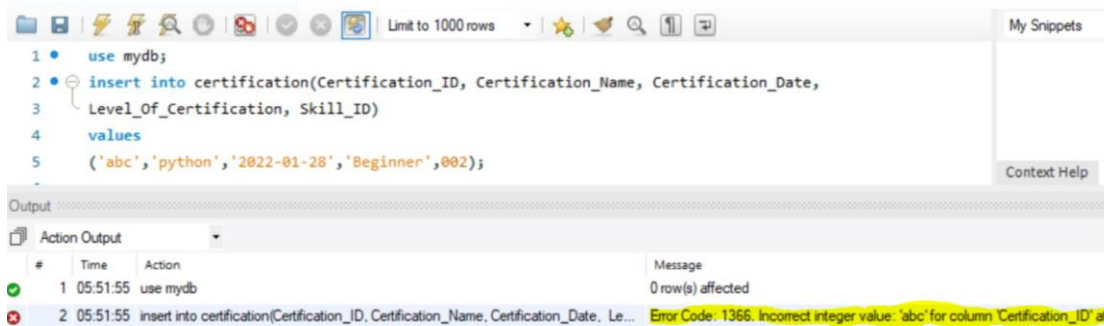 Limit to 1000 rows
My Snippets
1 use mydb;
2 insert into certification(Certification_ID, Certification_Name, Certification_Date,
3 Level_Of_Certification, Skill_ID)
4 values
5 ('abc','python','2022-01-28','Beginner',002);
Context Help
Output
Action Output
# Time Action Message
1 05:51:55 use mydb 0 row(s) affected
2 05:51:55 insert into certification(Certification_ID, Certification_Name, Certification_Date, Le... Error Code: 1366. Incorrect integer value: 'abc' for column 'Certification_ID' at